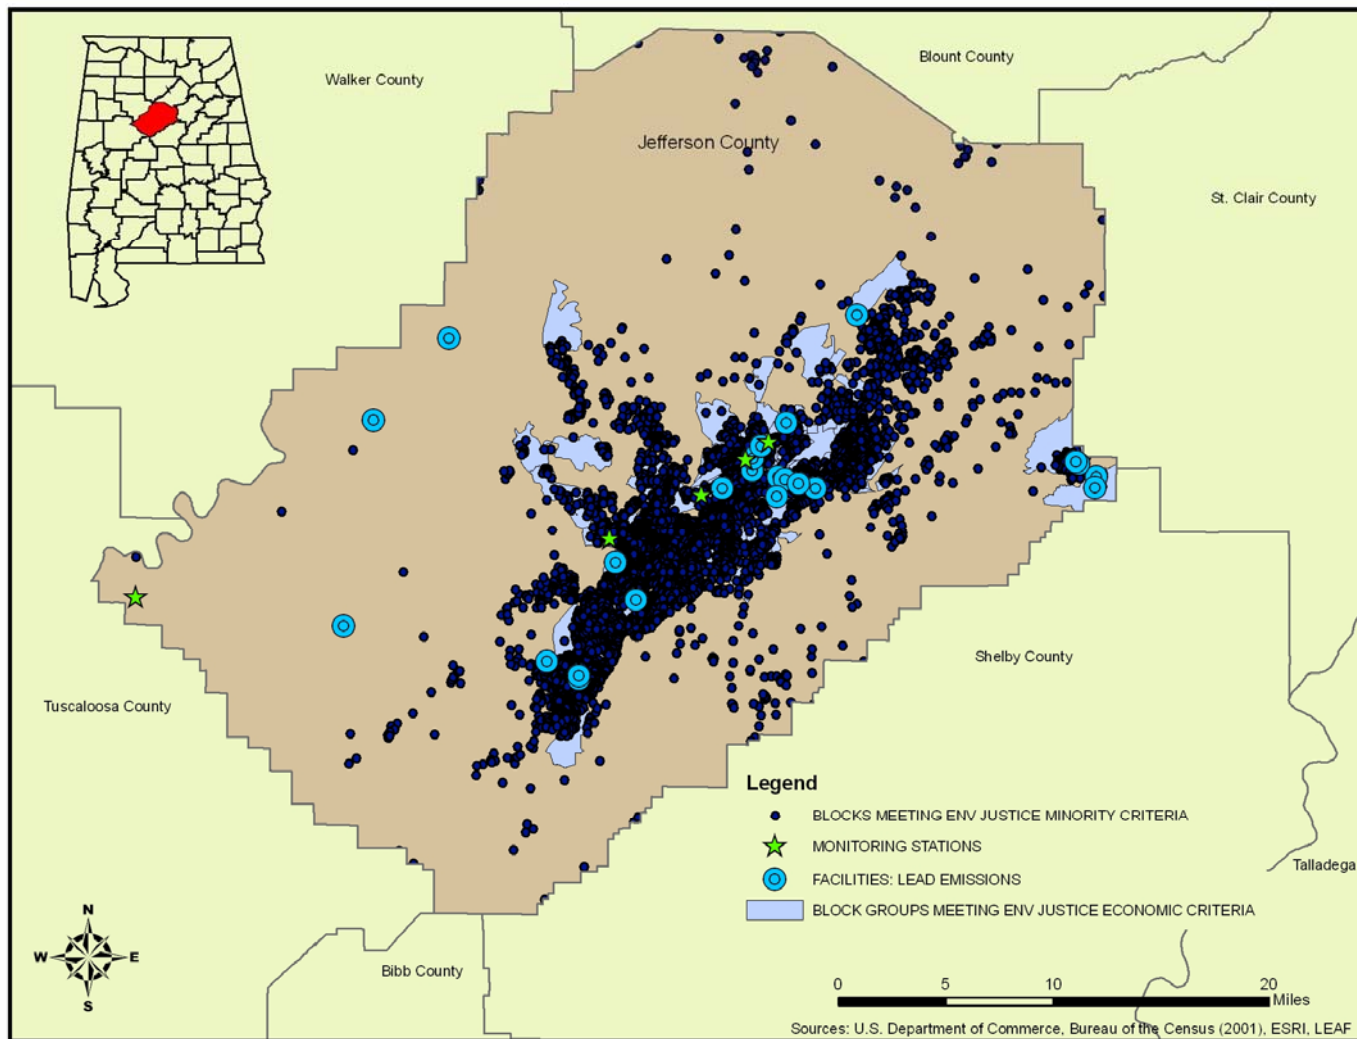 Walker County
Blount County
Jefferson County
St. Clair County
Shelby County
Tuscaloosa County
Legend
BLOCKS MEETING ENV JUSTICE MINORITY CRITERIA
MONITORING STATIONS
FACILITIES: LEAD EMISSIONS
BLOCK GROUPS MEETING ENV JUSTICE ECONOMIC CRITERIA
Talladega
N
W E
S
Bibb County
0 5 10 20
Miles
Sources: U.S. Department of Commerce, Bureau of the Census (2001), ESRI, LEAF